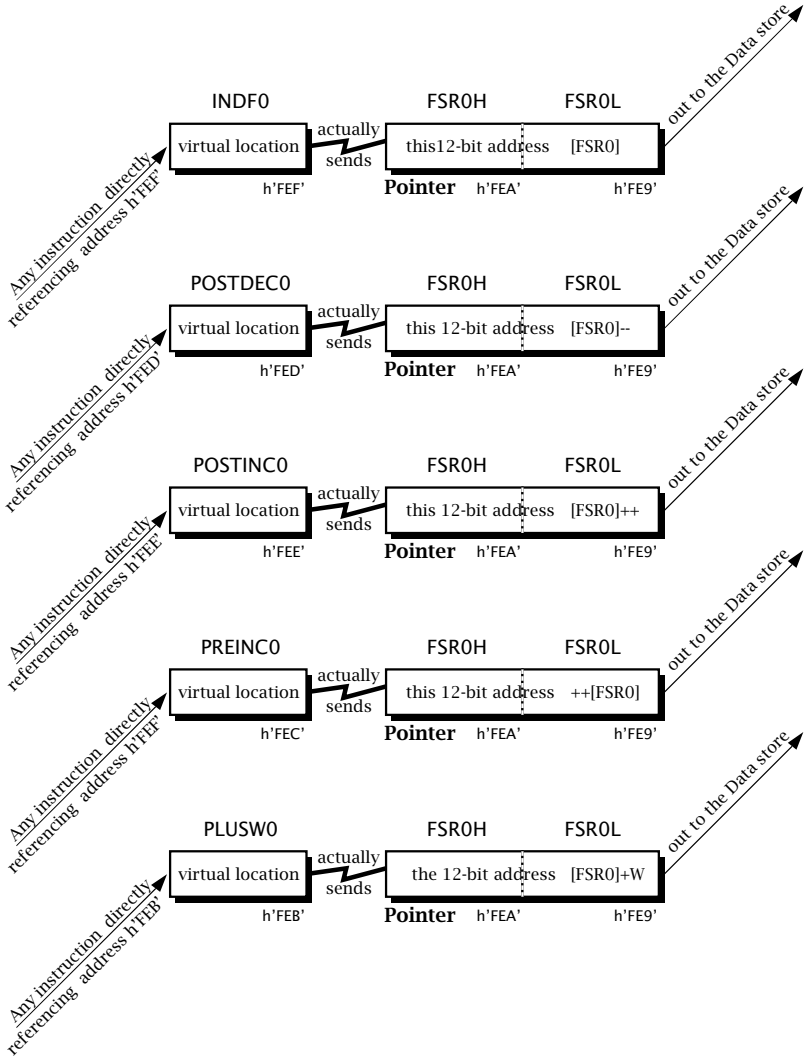 INDF0 FSR0H FSR0L
Any instruction directly
referencing address h'FEF'
virtual location
actually
sends
this12-bit address [FSR0]
out to the Data store
h'FEF' Pointer h'FEA' h'FE9'
POSTDEC0 FSR0H FSR0L
Any instruction directly
referencing address h'FED'
virtual location
actually
sends
this 12-bit address [FSR0]--
out to the Data store
h'FED' Pointer h'FEA' h'FE9'
POSTINC0 FSR0H FSR0L
Any instruction directly
referencing address h'FEE'
virtual location
actually
sends
this 12-bit address [FSR0]++
out to the Data store
h'FEE' Pointer h'FEA' h'FE9'
PREINC0 FSR0H FSR0L
Any instruction directly
referencing address h'FEF'
virtual location
actually
sends
this 12-bit address ++[FSR0]
out to the Data store
h'FEC' Pointer h'FEA' h'FE9'
PLUSW0 FSR0H FSR0L
Any instruction directly
referencing address h'FEB'
virtual location
actually
sends
the 12-bit address [FSR0]+W
out to the Data store
h'FEB' Pointer h'FEA' h'FE9'